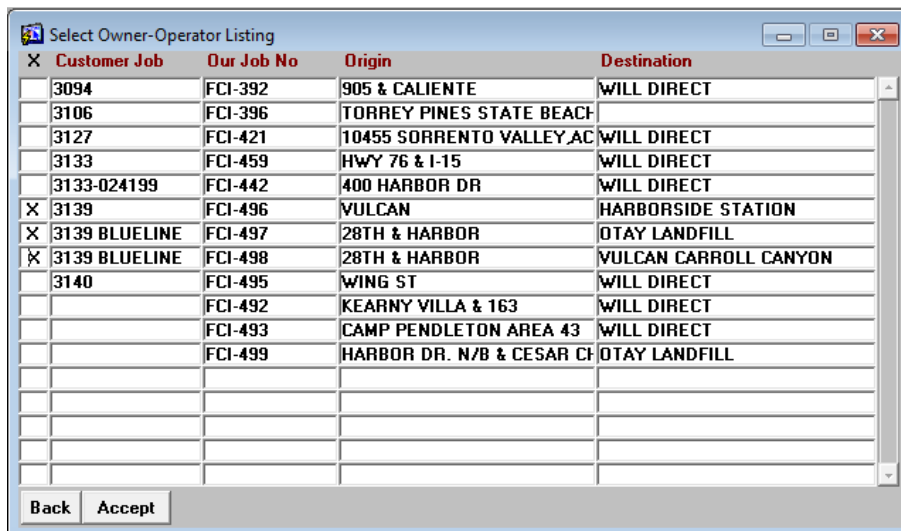 Select Owner-Operator Listing
X Customer Job Our Job No Origin Destination
3094 FCI-392 905 & CALIENTE WILL DIRECT
3106 FCI-396 TORREY PINES STATE BEACH
3127 FCI-421 10455 SORRENTO VALLEY,AC WILL DIRECT
3133 FCI-459 HWY 76 & I-15 WILL DIRECT
3133-024199 FCI-442 400 HARBOR DR WILL DIRECT
X 3139 FCI-496 VULCAN HARBORSIDE STATION
X 3139 BLUELINE FCI-497 28TH & HARBOR OTAY LANDFILL
X 3139 BLUELINE FCI-498 28TH & HARBOR VULCAN CARROLL CANYON
3140 FCI-495 WING ST WILL DIRECT
FCI-492 KEARNY VILLA & 163 WILL DIRECT
FCI-493 CAMP PENDLETON AREA 43 WILL DIRECT
FCI-499 HARBOR DR. N/B & CESAR CH OTAY LANDFILL
Back Accept